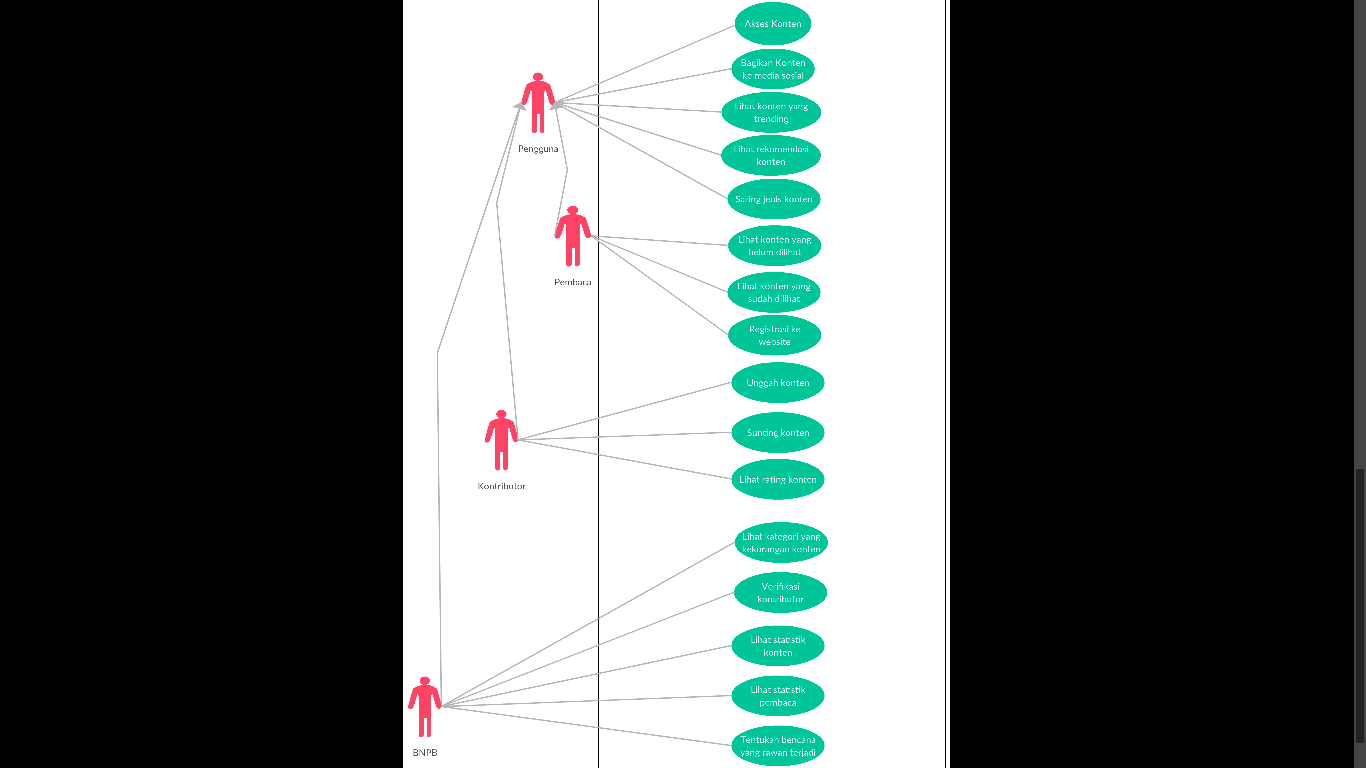 Akses Konten
Bagikan Konten
ke media sosial
Lihat konten yang
trending
Pengguna
Lihat rekomendasi
konten
Saring jenis konten
Lihat konten yang
belum dilihat
Pembaca
Lihat konten yang
sudah dilihat
Registrasi ke
website
Unggah konten
Sunting konten
Lihat rating konten
Kontributor
Lihat kategori yang
kekurangan konten
Verifikasi
kontributor
Lihat statistik
konten
Lihat statistik
pembaca
Tentukan bencana
yang rawan terjadi
BNPB